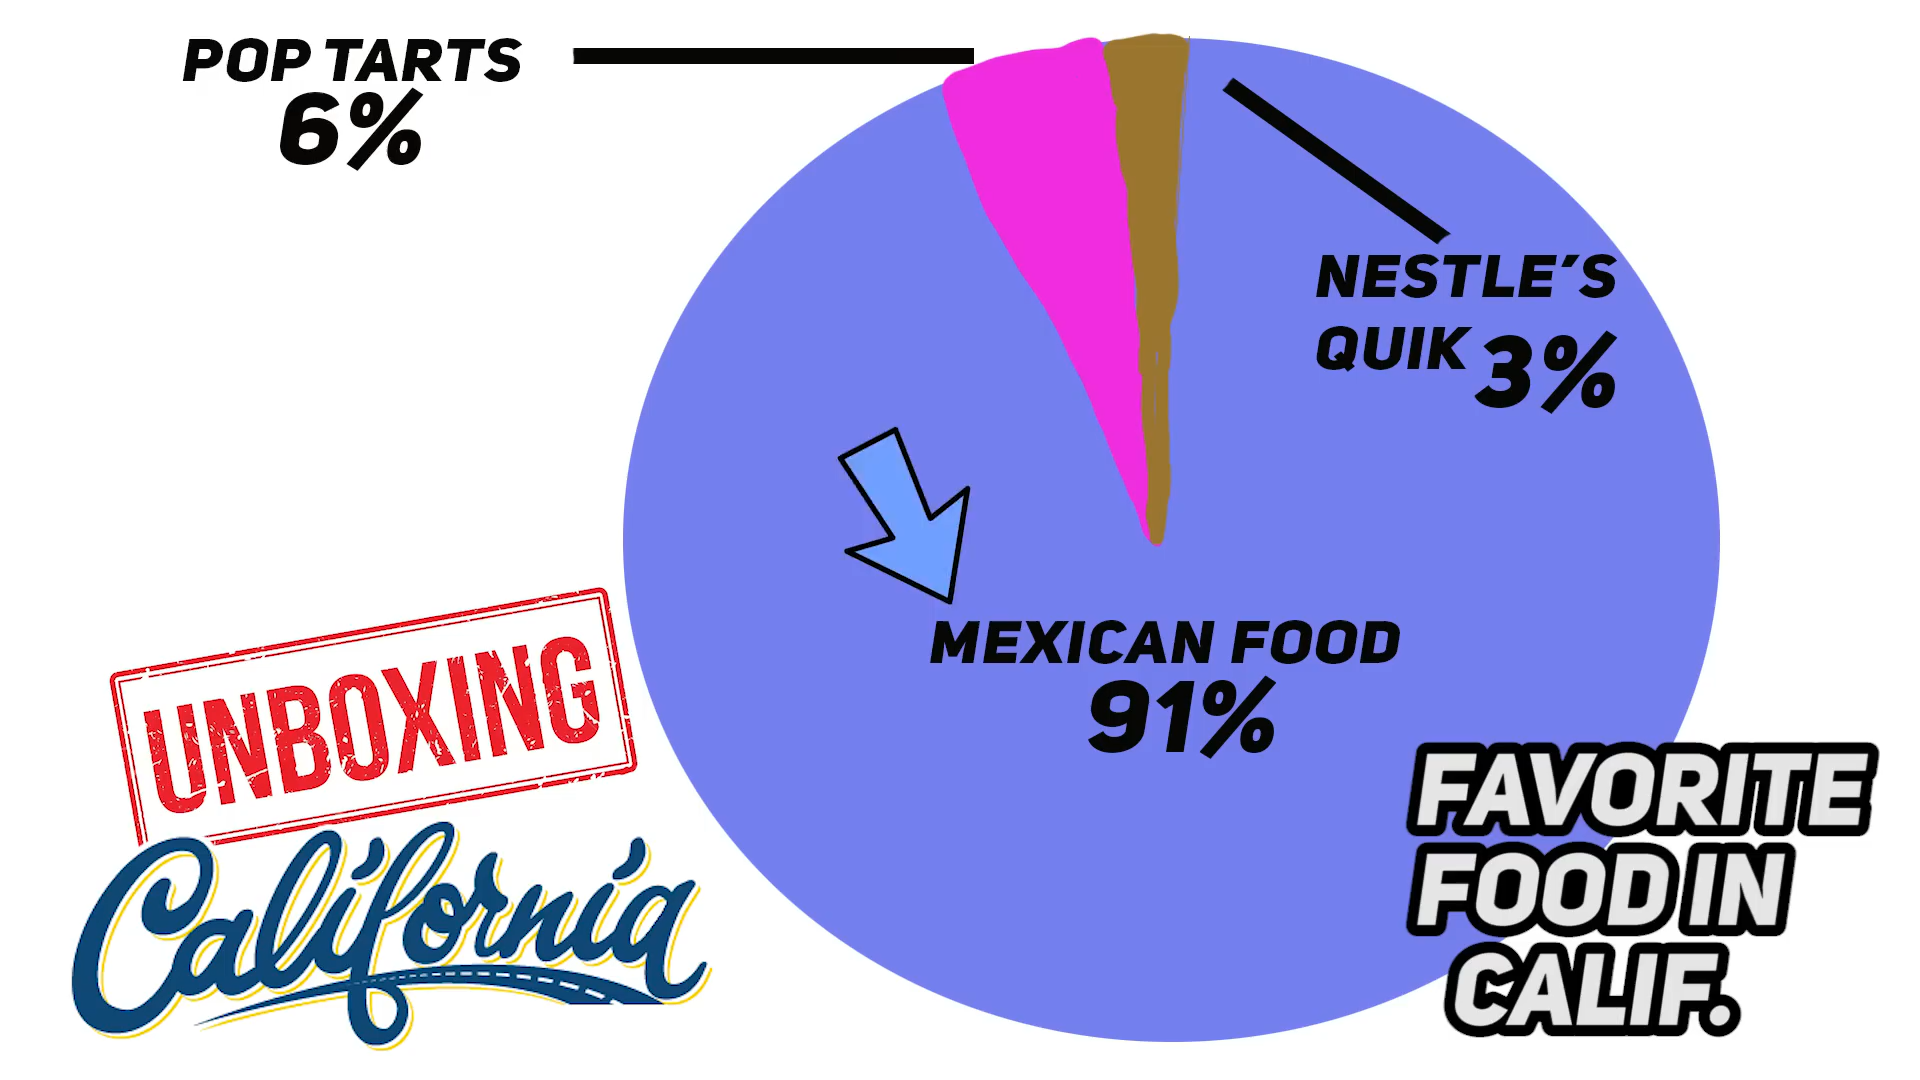 POP TARTS
6%
NESTLE’S
QUIK 3%
MEXICAN FOOD
91%
UNBOXING
California
FAVORITE
FOOD IN
CALIF.